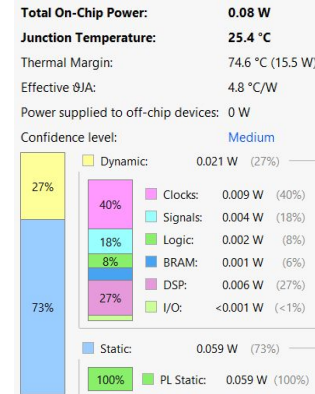 Total On-Chip Power: 0.08 W
Junction Temperature: 25.4 °C
Thermal Margin: 74.6 °C (15.5 W)
Effective ϑJA: 4.8 °C/W
Power supplied to off-chip devices: 0 W
Confidence level: Medium
Dynamic: 0.021 W (27%)
27%
40%
Clocks: 0.009 W (40%)
Signals: 0.004 W (18%)
18%
Logic: 0.002 W (8%)
8%
BRAM: 0.001 W (6%)
27%
DSP: 0.006 W (27%)
73%
I/O: <0.001 W (<1%)
Static: 0.059 W (73%)
100% PL Static: 0.059 W (100%)